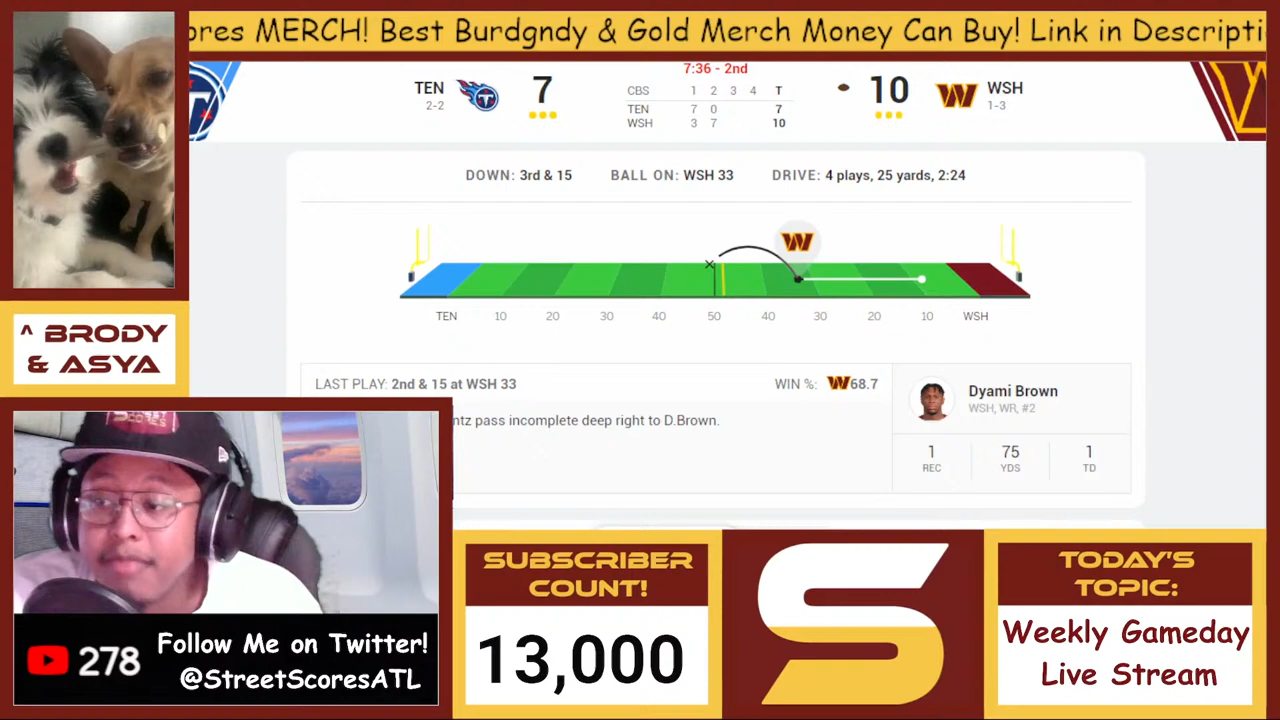 ores MERCH! Best Burdgndy & Gold Merch Money Can Buy! Link in Descripti
7:36 - 2nd
TEN 7 CBS 1 2 3 4 T 10 WSH
2-2 TEN 7 0 7 1-3
WSH 3 7 10
DOWN: 3rd & 15 BALL ON: WSH 33 DRIVE: 4 plays, 25 yards, 2:24
W
TEN 10 20 30 40 50 40 30 20 10 WSH
^ BRODY
& ASYA
LAST PLAY: 2nd & 15 at WSH 33 WIN %: W 68.7
ntz pass incomplete deep right to D.Brown.
Dyami Brown
WSH, WR, #2
1 75 1
REC YDS TD
SCORES
278 Follow Me on Twitter!
@StreetScoresATL
SUBSCRIBER
COUNT!
13,000
S
TODAY'S
TOPIC:
Weekly Gameday
Live Stream